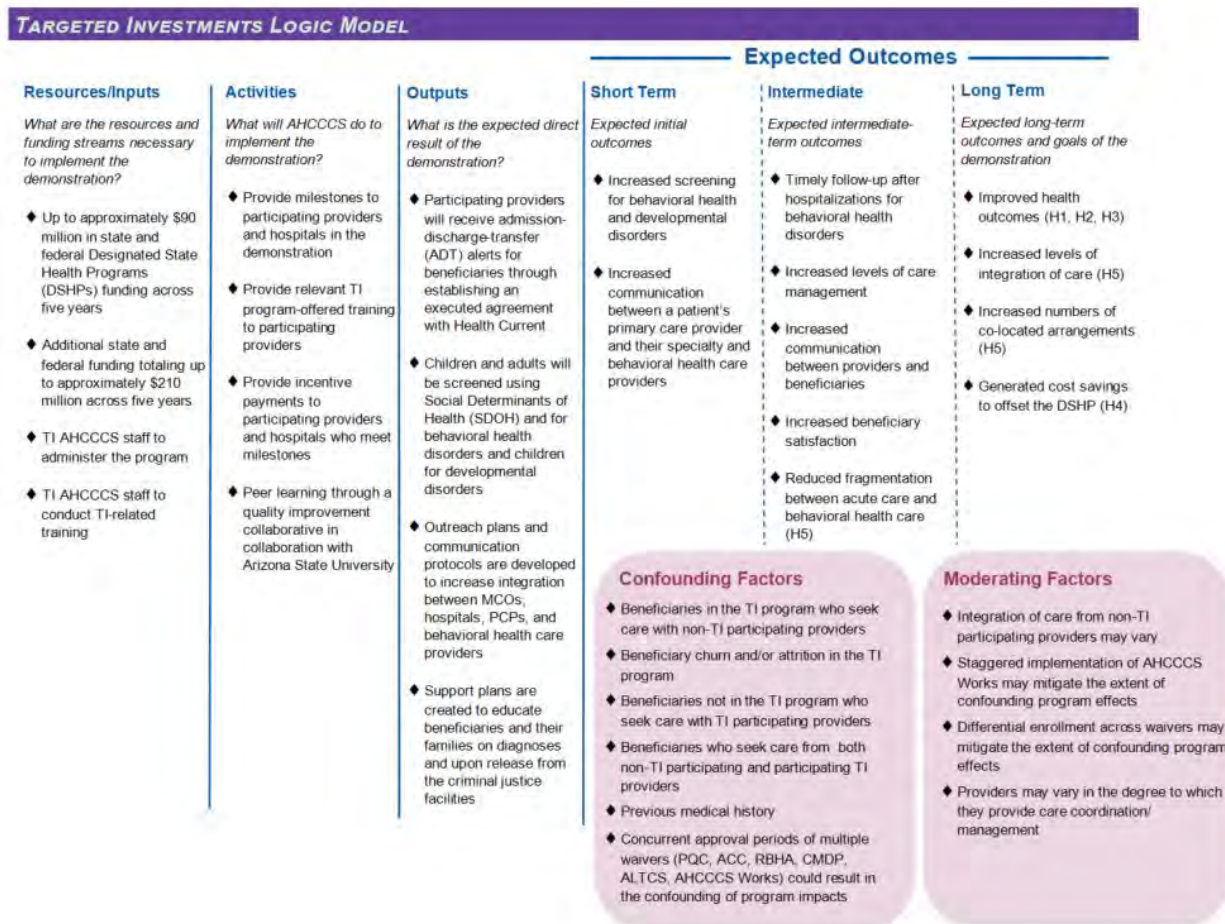 TARGETED INVESTMENTS LOGIC MODEL
Expected Outcomes
Resources/Inputs
What are the resources and
funding streams necessary
to implement the
demonstration?
♦ Up to approximately $90
million in state and
federal Designated State
Health Programs
(DSHPs) funding across
five years
♦ Additional state and
federal funding totaling up
to approximately $210
million across five years
♦ TI AHCCCS staff to
administer the program
♦ TI AHCCCS staff to
conduct TI-related
training
Activities
What will AHCCCS do to
implement the
demonstration?
♦ Provide milestones to
participating providers
and hospitals in the
demonstration
♦ Provide relevant TI
program-offered training
to participating
providers
♦ Provide incentive
payments to
participating providers
and hospitals who meet
milestones
♦ Peer learning through a
quality improvement
collaborative in
collaboration with
Arizona State University
Outputs
What is the expected direct
result of the
demonstration?
♦ Participating providers
will receive admission-
discharge-transfer
(ADT) alerts for
beneficiaries through
establishing an
executed agreement
with Health Current
♦ Children and adults will
be screened using
Social Determinants of
Health (SDOH) and for
behavioral health
disorders and children
for developmental
disorders
♦ Outreach plans and
communication
protocols are developed
to increase integration
between MCOs,
hospitals, PCPs, and
behavioral health care
providers
♦ Support plans are
created to educate
beneficiaries and their
families on diagnoses
and upon release from
the criminal justice
facilities
Short Term
Expected initial
outcomes
♦ Increased screening
for behavioral health
and developmental
disorders
♦ Increased
communication
between a patient's
primary care provider
and their specialty and
behavioral health care
providers
Intermediate
Expected intermediate-
term outcomes
♦ Timely follow-up after
hospitalizations for
behavioral health
disorders
♦ Increased levels of care
management
♦ Increased
communication
between providers and
beneficiaries
♦ Increased beneficiary
satisfaction
♦ Reduced fragmentation
between acute care and
behavioral health care
(H5)
Long Term
Expected long-term
outcomes and goals of the
demonstration
♦ Improved health
outcomes (H1, H2, H3)
♦ Increased levels of
integration of care (H5)
♦ Increased numbers of
co-located arrangements
(H5)
♦ Generated cost savings
to offset the DSHP (H4)
Confounding Factors
♦ Beneficiaries in the TI program who seek
care with non-TI participating providers
♦ Beneficiary churn and/or attrition in the TI
program
♦ Beneficiaries not in the TI program who
seek care with TI participating providers
♦ Beneficiaries who seek care from both
non-TI participating and participating TI
providers
♦ Previous medical history
♦ Concurrent approval periods of multiple
waivers (PQC, ACC, RBHA, CMDP,
ALTCS, AHCCCS Works) could result in
the confounding of program impacts
Moderating Factors
♦ Integration of care from non-TI
participating providers may vary
♦ Staggered implementation of AHCCCS
Works may mitigate the extent of
confounding program effects
♦ Differential enrollment across waivers may
mitigate the extent of confounding program
effects
♦ Providers may vary in the degree to which
they provide care coordination/
management